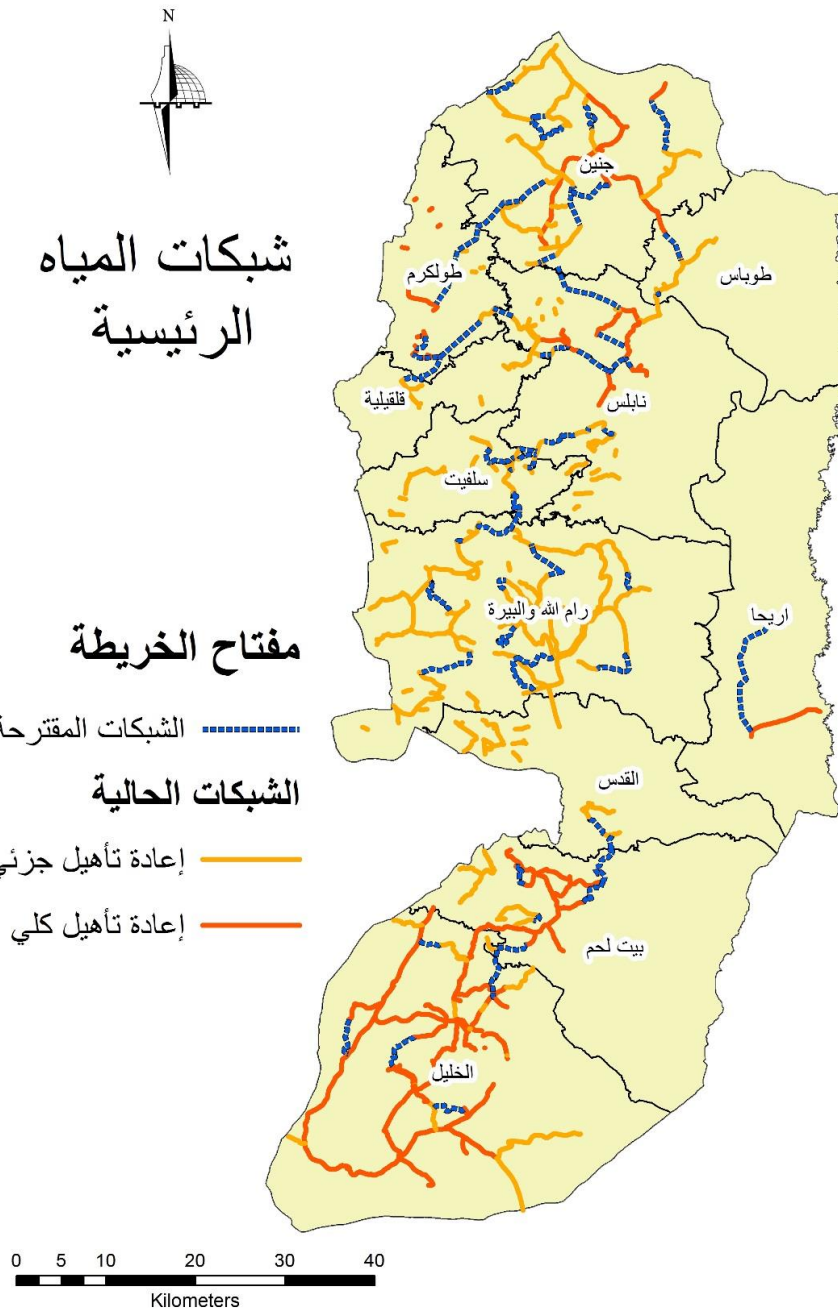 N
شبكات المياه
الرئيسية
جنين
طوباس
طولكرم
قلقيلية
نابلس
سلفيت
رام الله والبيرة
اريحا
القدس
بيت لحم
الخليل
مفتاح الخريطة
الشبكات المقترحة
الشبكات الحالية
إعادة تأهيل جزئي
إعادة تأهيل كلي
0 5 10 20 30 40
Kilometers